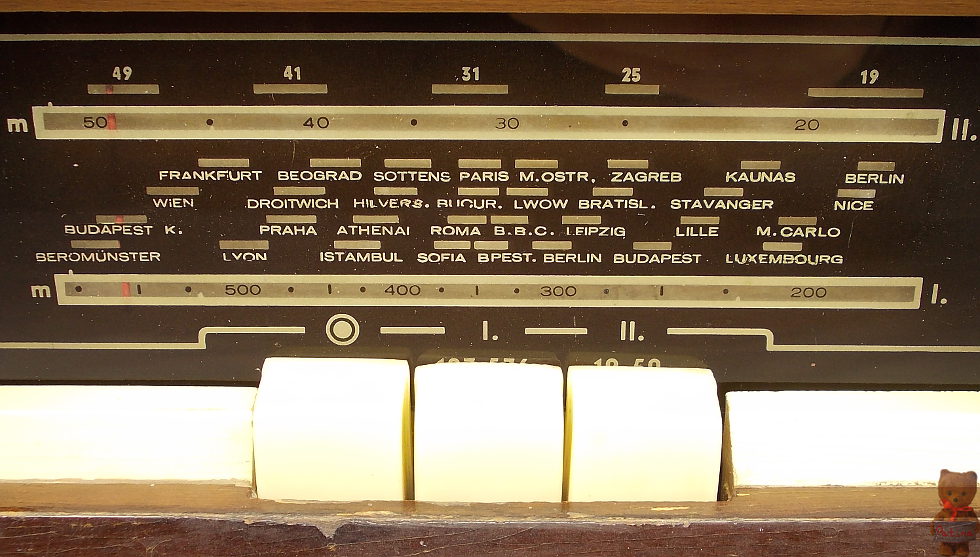 49 41 31 25 19
m 50 40 30 20 II.
FRANKFURT BEOGRAD SOTTENS PARIS M.OSTR. ZAGREB KAUNAS BERLIN
WIEN DROITWICH HILVERS. BUCUR. LWOW BRATISL. STAVANGER NICE
BUDAPEST K. PRAHA ATHENAI ROMA B.B.C. LEIPZIG LILLE M.CARLO
BEROMÜNSTER LYON ISTAMBUL SOFIA BPEST. BERLIN BUDAPEST LUXEMBOURG
m 500 400 300 200 I.
I. II.